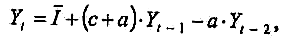 Y_t = Ī + (c + a)·Y_{t−1} − a·Y_{t−2},